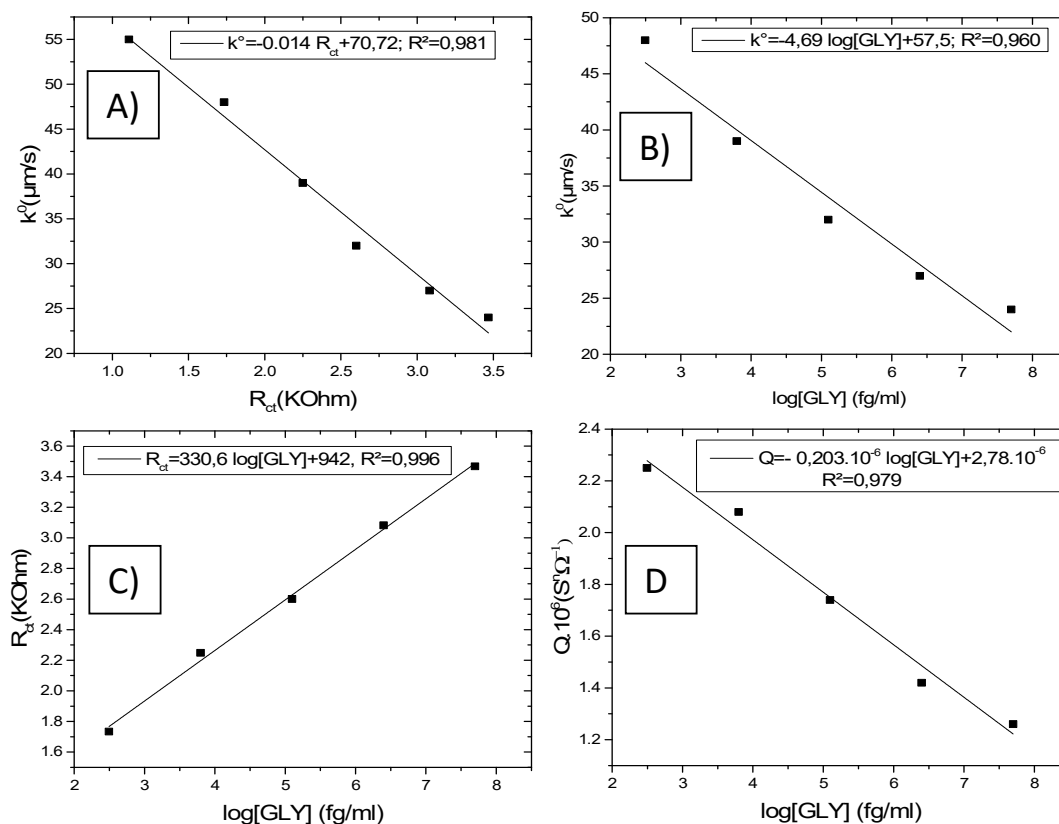 k°=-0.014 Rct+70,72; R²=0,981
A)
k⁰(µm/s)
55
50
45
40
35
30
25
20
1.0 1.5 2.0 2.5 3.0 3.5
Rct(KOhm)
k°=-4,69 log[GLY]+57,5; R²=0,960
B)
k⁰(µm/s)
50
45
40
35
30
25
20
2 3 4 5 6 7 8
log[GLY] (fg/ml)
Rct=330,6 log[GLY]+942, R²=0,996
C)
Rct(KOhm)
3.6
3.4
3.2
3.0
2.8
2.6
2.4
2.2
2.0
1.8
1.6
2 3 4 5 6 7 8
log[GLY] (fg/ml)
Q=- 0,203.10⁻⁶ log[GLY]+2,78.10⁻⁶
R²=0,979
D
Q.10⁶(SⁿΩ⁻¹)
2.4
2.2
2.0
1.8
1.6
1.4
1.2
2 3 4 5 6 7 8
log[GLY] (fg/ml)